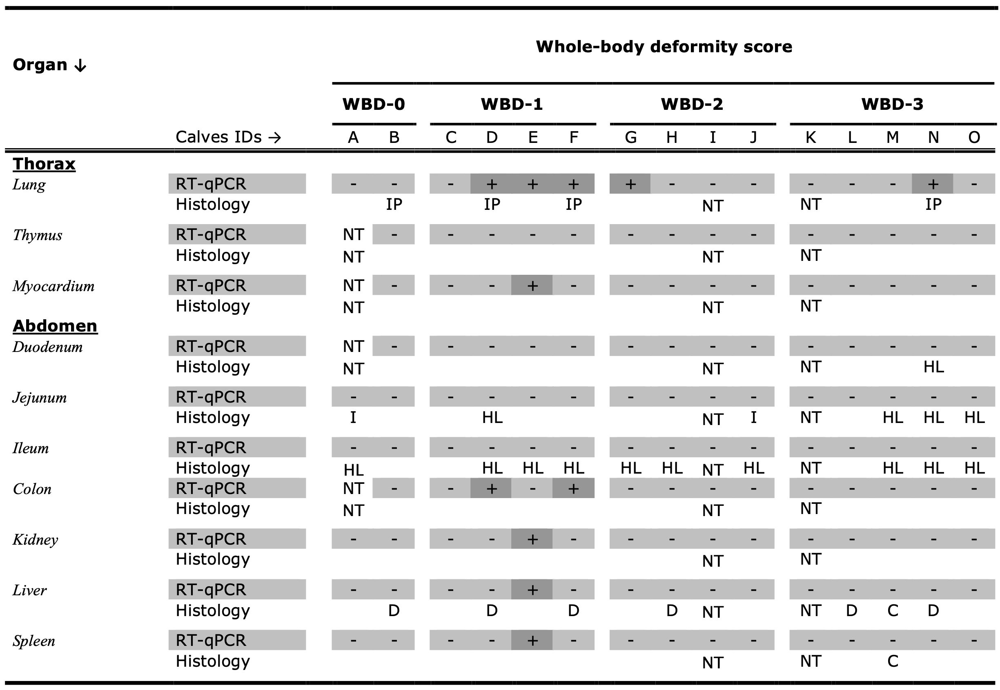 Whole-body deformity score
Organ ↓
WBD-0 WBD-1 WBD-2 WBD-3
Calves IDs → A B C D E F G H I J K L M N O
Thorax
Lung RT-qPCR - - - + + + + - - - - - - + -
Histology IP IP IP NT NT IP
Thymus RT-qPCR NT - - - - - - - - - - - - - -
Histology NT NT NT
Myocardium RT-qPCR NT - - - + - - - - - - - - - -
Histology NT NT NT
Abdomen
Duodenum RT-qPCR NT - - - - - - - - - - - - - -
Histology NT NT NT HL
Jejunum RT-qPCR - - - - - - - - - - - - - - -
Histology I HL NT I NT HL HL HL
Ileum RT-qPCR - - - - - - - - - - - - - - -
Histology HL HL HL HL HL HL NT HL NT HL HL HL
Colon RT-qPCR NT - - + - + - - - - - - - - -
Histology NT NT NT
Kidney RT-qPCR - - - - + - - - - - - - - - -
Histology NT NT
Liver RT-qPCR - - - - + - - - - - - - - - -
Histology D D D D NT NT D C D
Spleen RT-qPCR - - - - + - - - - - - - - - -
Histology NT NT C